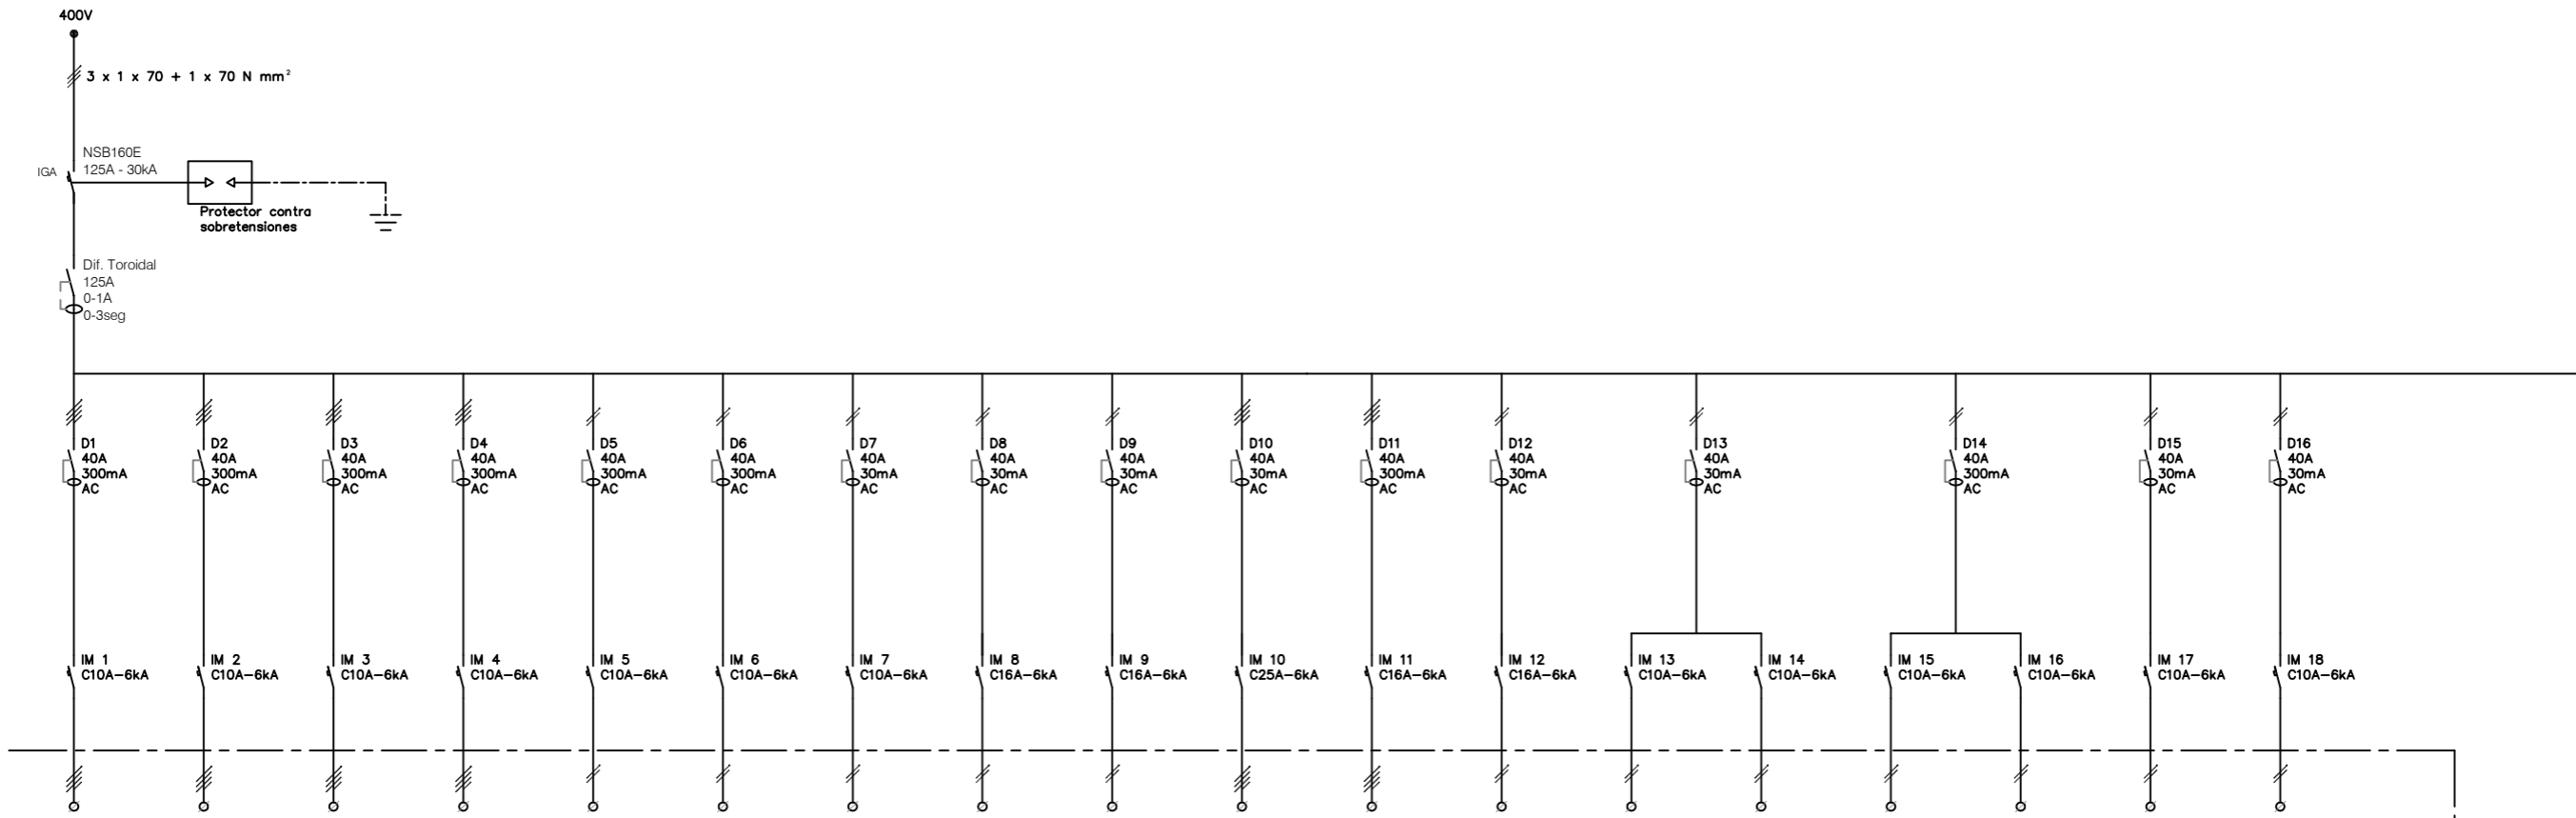 400V
3 x 1 x 70 + 1 x 70 N mm²
NSB160E
125A - 30kA
IGA
Protector contra
sobretensiones
Dif. Toroidal
125A
0-1A
0-3seg
D1
40A
300mA
AC
D2
40A
300mA
AC
D3
40A
300mA
AC
D4
40A
300mA
AC
D5
40A
300mA
AC
D6
40A
300mA
AC
D7
40A
30mA
AC
D8
40A
30mA
AC
D9
40A
30mA
AC
D10
40A
30mA
AC
D11
40A
300mA
AC
D12
40A
30mA
AC
D13
40A
30mA
AC
D14
40A
300mA
AC
D15
40A
30mA
AC
D16
40A
30mA
AC
IM 1
C10A-6kA
IM 2
C10A-6kA
IM 3
C10A-6kA
IM 4
C10A-6kA
IM 5
C10A-6kA
IM 6
C10A-6kA
IM 7
C10A-6kA
IM 8
C16A-6kA
IM 9
C16A-6kA
IM 10
C25A-6kA
IM 11
C16A-6kA
IM 12
C16A-6kA
IM 13
C10A-6kA
IM 14
C10A-6kA
IM 15
C10A-6kA
IM 16
C10A-6kA
IM 17
C10A-6kA
IM 18
C10A-6kA